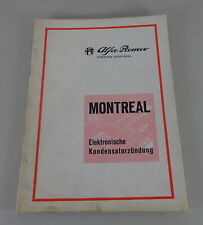 Alfa-Romeo
MONTREAL
Elektronische
Kondensatorzündung